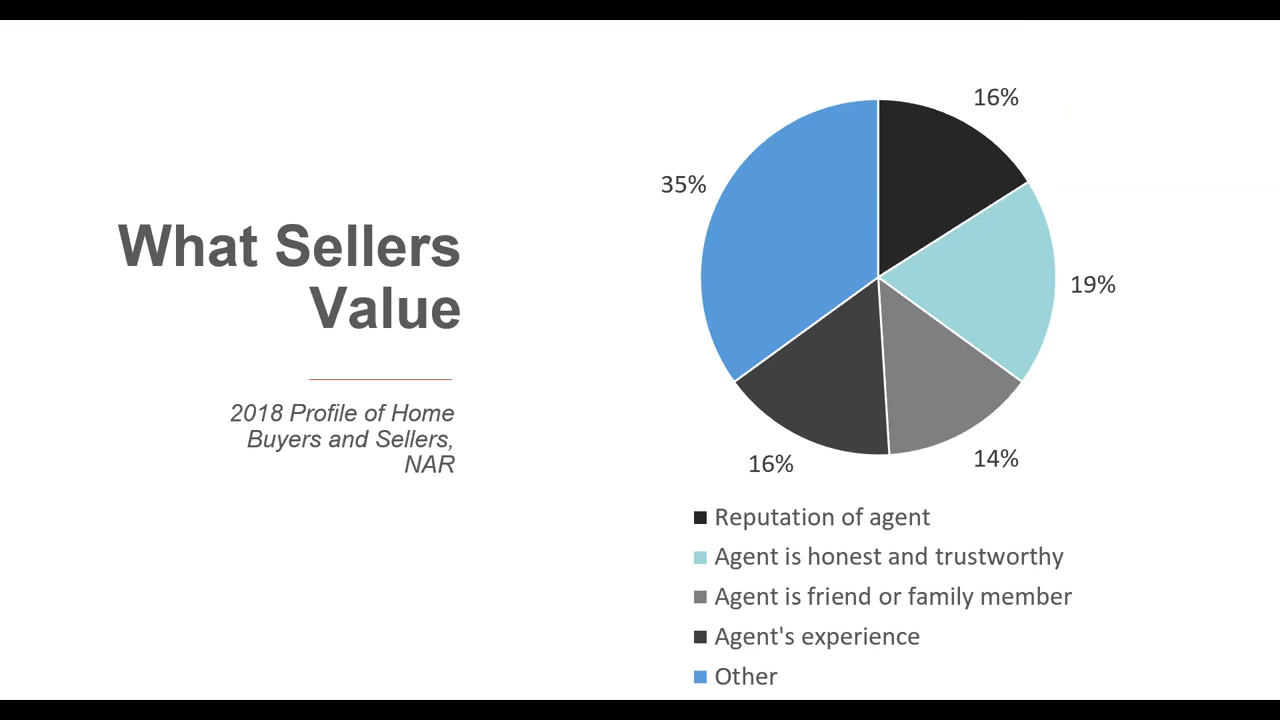 What Sellers
Value
2018 Profile of Home
Buyers and Sellers,
NAR
16%
35%
19%
16%
14%
Reputation of agent
Agent is honest and trustworthy
Agent is friend or family member
Agent's experience
Other